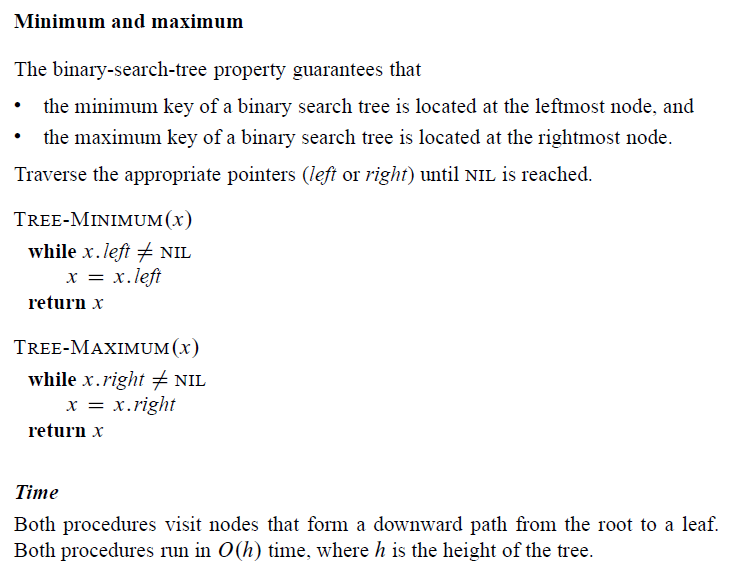 Minimum and maximum
The binary-search-tree property guarantees that
• the minimum key of a binary search tree is located at the leftmost node, and
• the maximum key of a binary search tree is located at the rightmost node.
Traverse the appropriate pointers (left or right) until NIL is reached.
TREE-MINIMUM(x)
while x.left ≠ NIL
x = x.left
return x
TREE-MAXIMUM(x)
while x.right ≠ NIL
x = x.right
return x
Time
Both procedures visit nodes that form a downward path from the root to a leaf.
Both procedures run in O(h) time, where h is the height of the tree.